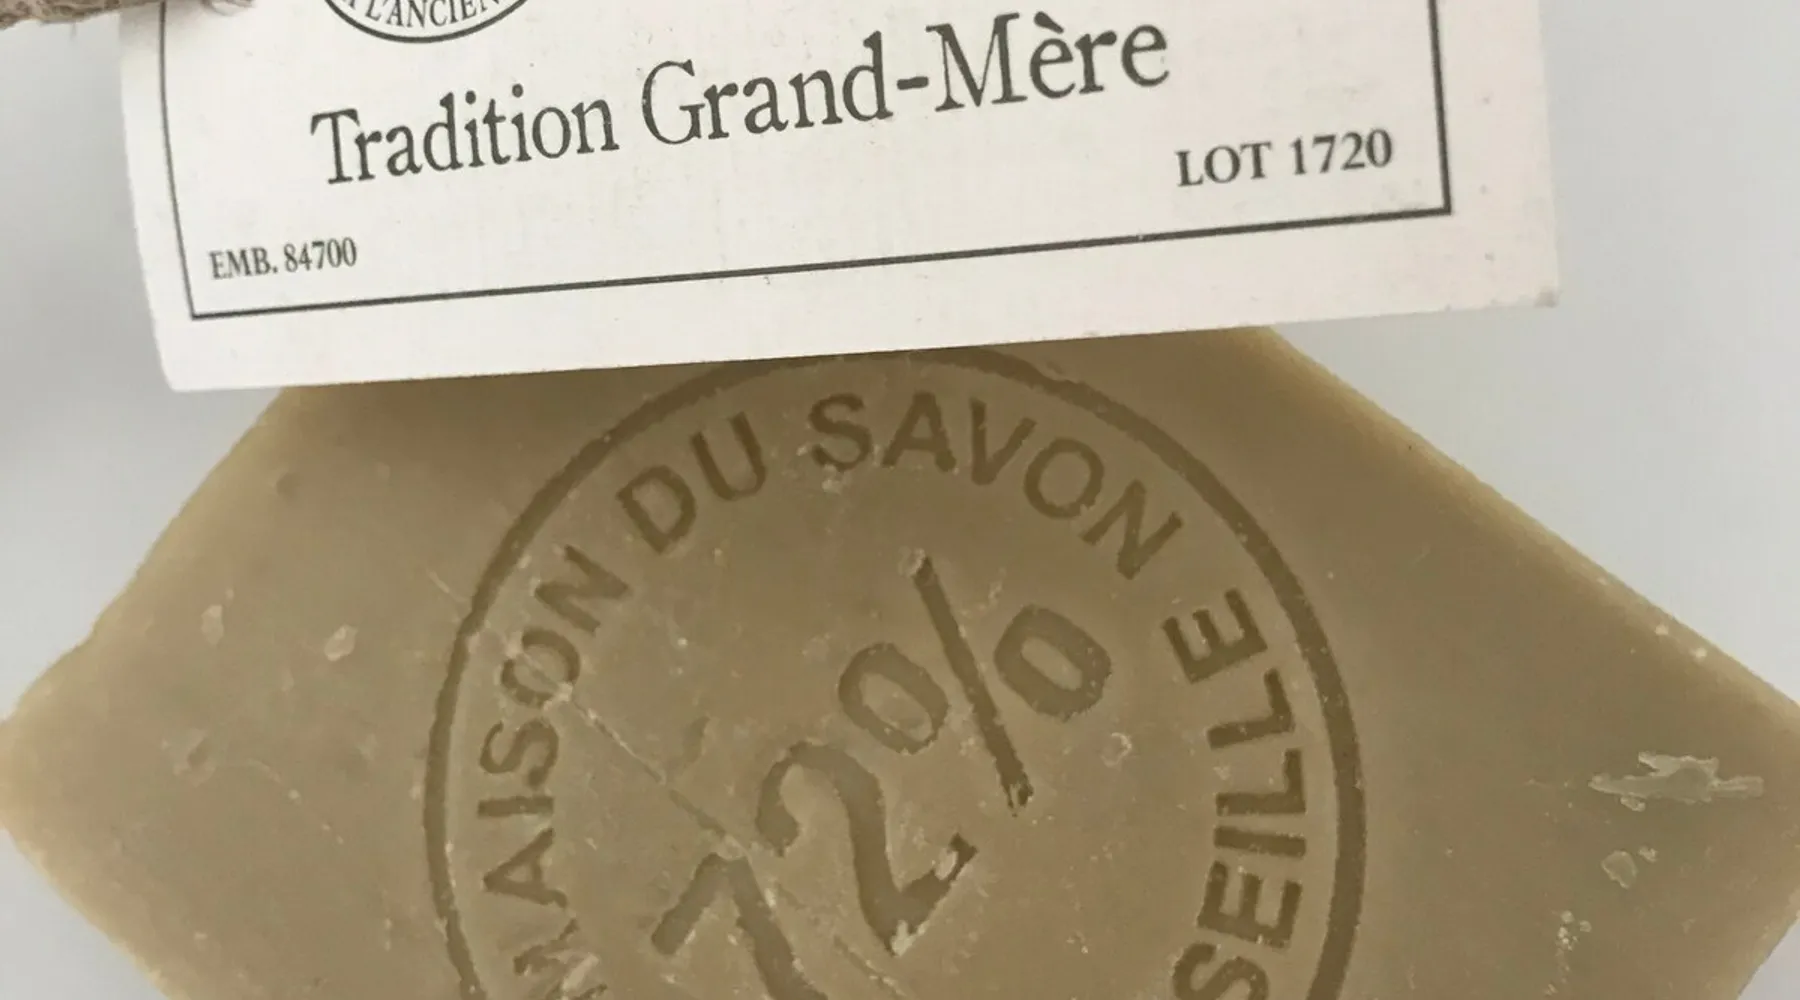 L'ANCIEN
Tradition Grand-Mère
LOT 1720
EMB. 84700
MAISON DU SAVON
SEILLE
72%